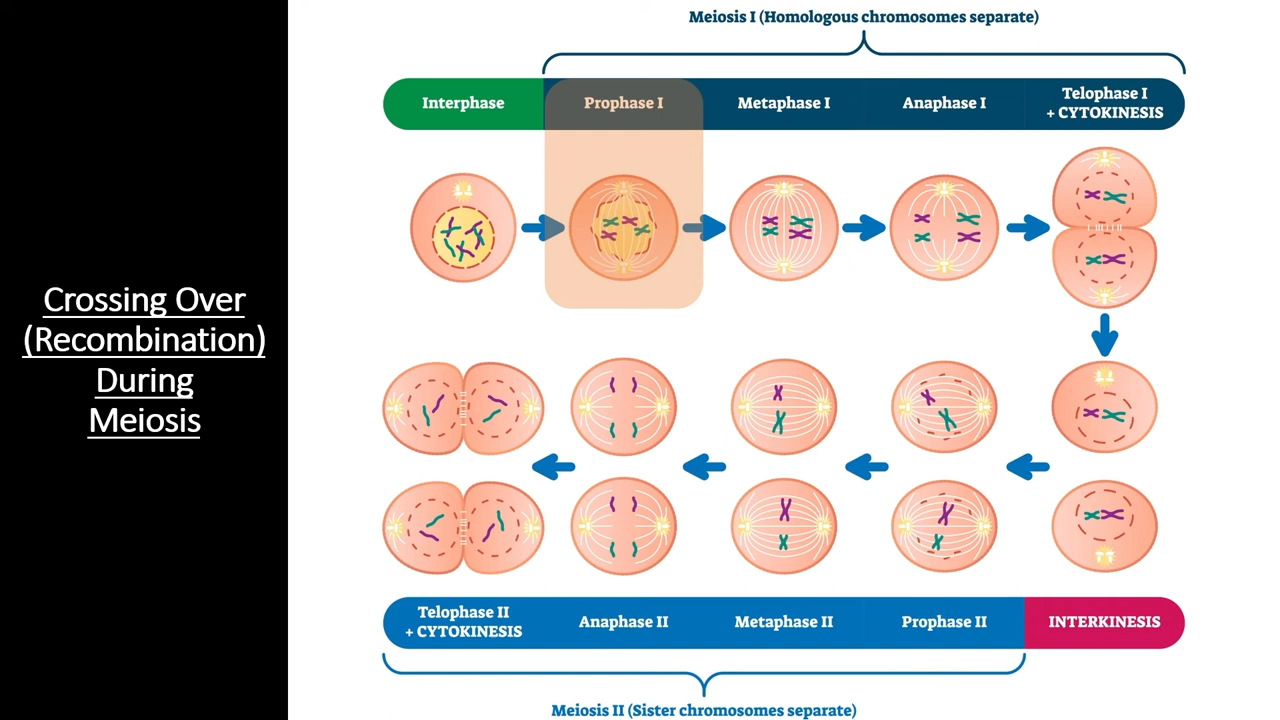 Crossing Over
(Recombination)
During
Meiosis
Meiosis I (Homologous chromosomes separate)
Interphase
Prophase I
Metaphase I
Anaphase I
Telophase I
+ CYTOKINESIS
Telophase II
+ CYTOKINESIS
Anaphase II
Metaphase II
Prophase II
INTERKINESIS
Meiosis II (Sister chromosomes separate)